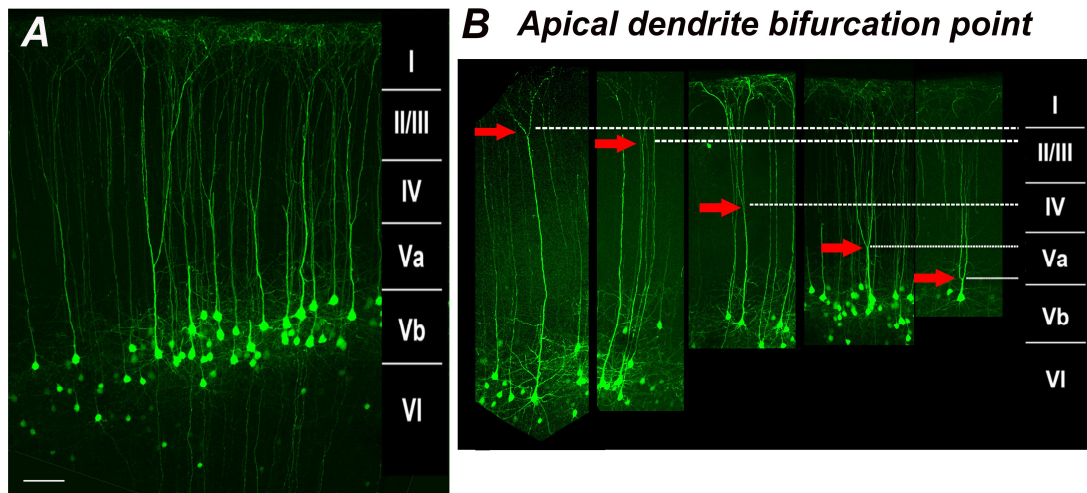 A
I
II/III
IV
Va
Vb
VI
B Apical dendrite bifurcation point
I
II/III
IV
Va
Vb
VI